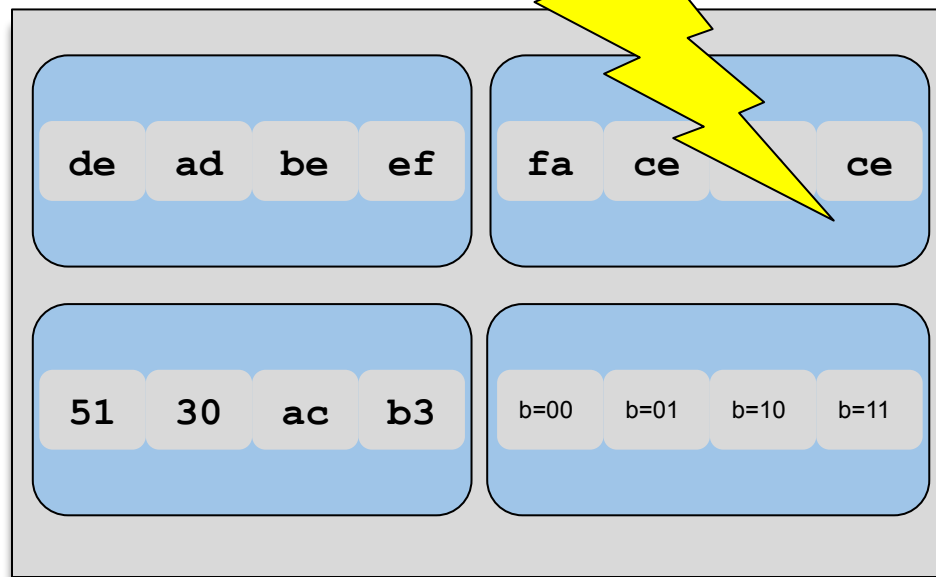 de ad be ef
fa ce ce
51 30 ac b3
b=00 b=01 b=10 b=11